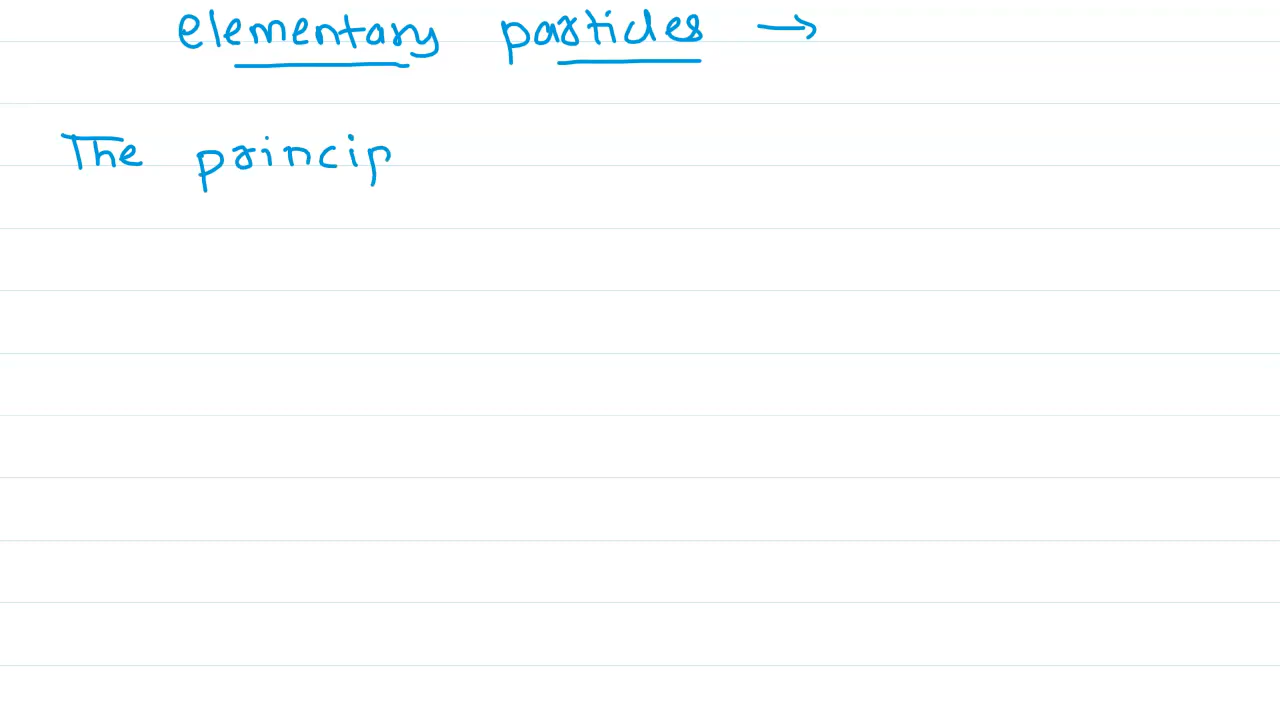 elementary particles →
The princip